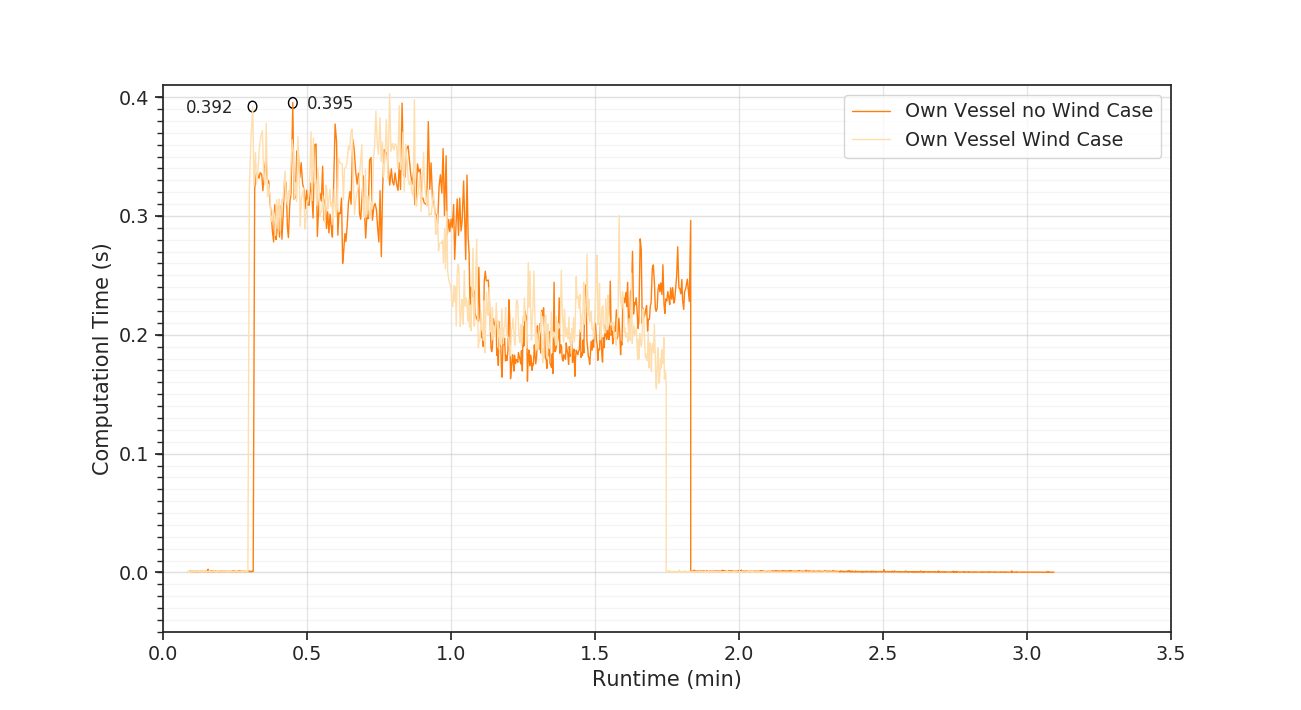 0.4
0.3
0.2
0.1
0.0
Computationl Time (s)
0.392
0.395
Own Vessel no Wind Case
Own Vessel Wind Case
0.0 0.5 1.0 1.5 2.0 2.5 3.0 3.5
Runtime (min)